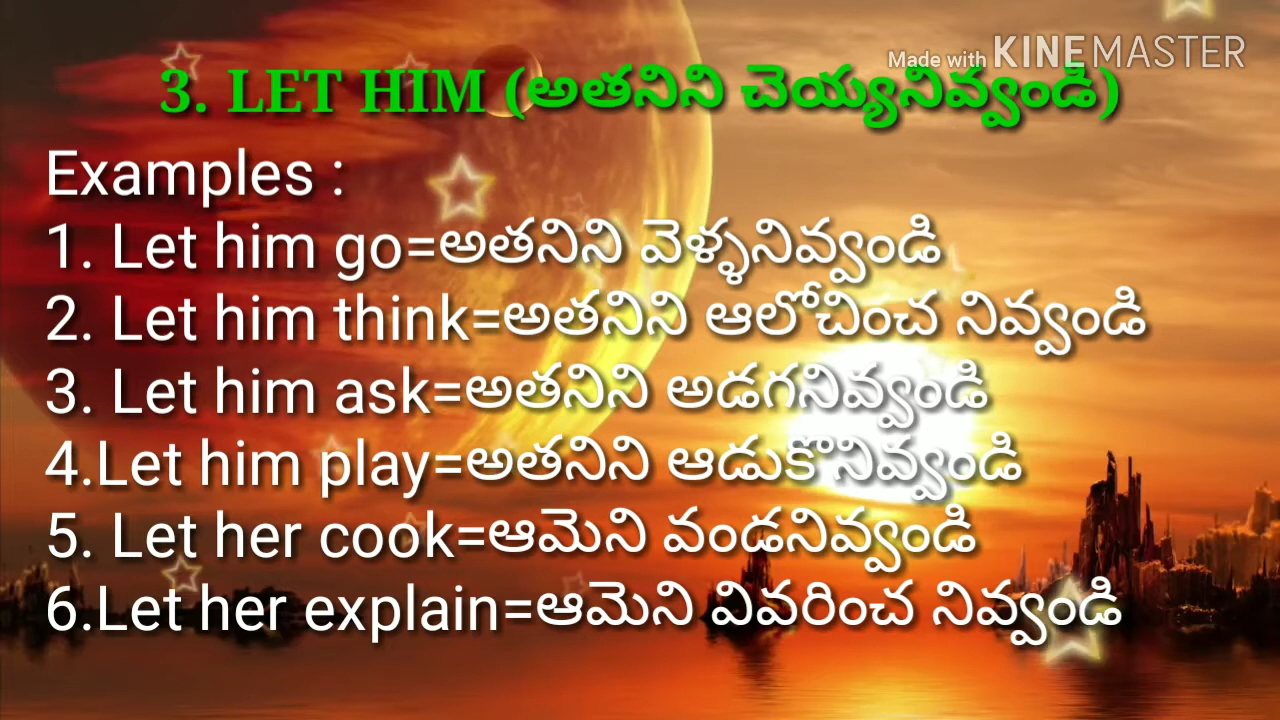 Made with KINEMASTER
3. LET HIM (అతనిని చెయ్యనివ్వండి)
Examples :
1. Let him go=అతనిని వెళ్ళనివ్వండి
2. Let him think=అతనిని ఆలోచించ నివ్వండి
3. Let him ask=అతనిని అడగనివ్వండి
4.Let him play=అతనిని ఆడుకొనివ్వండి
5. Let her cook=ఆమెని వండనివ్వండి
6.Let her explain=ఆమెని వివరించ నివ్వండి